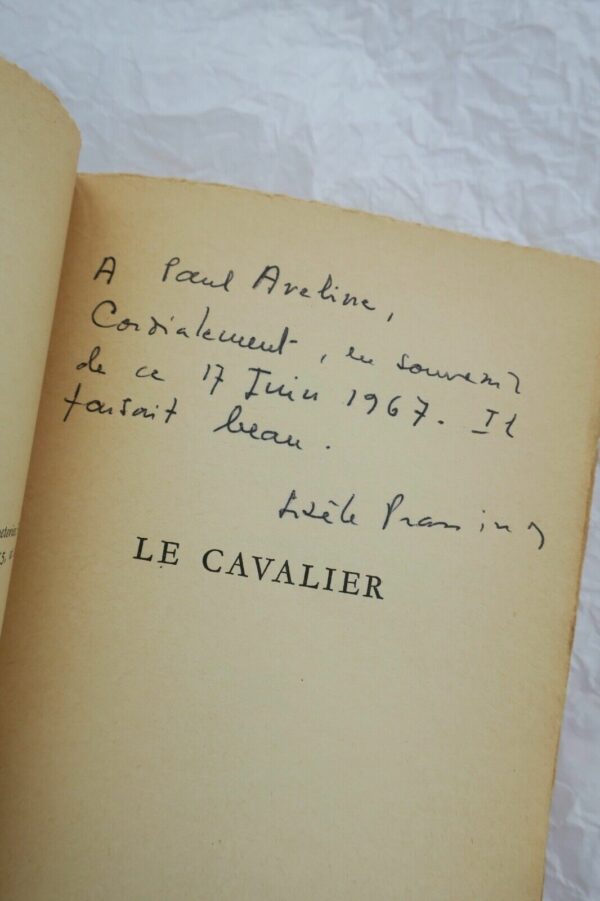 A Paul Aveline,
Cordialement, en souvenir
de ce 17 Juin 1967. Il
faisait beau.
Gisèle Prassinos
LE CAVALIER